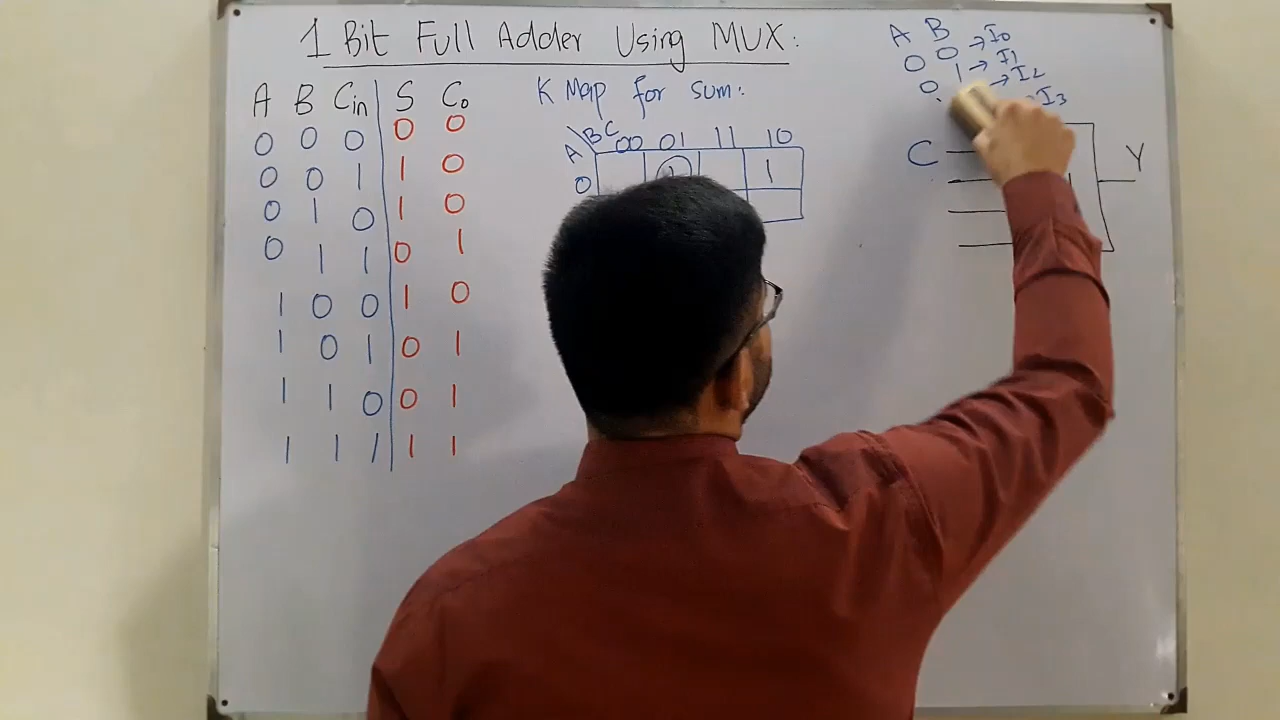 1 Bit Full Adder Using MUX:
A B Cin S Co
0 0 0 0 0
0 0 1 1 0
0 1 0 1 0
0 1 1 0 1
1 0 0 1 0
1 0 1 0 1
1 1 0 0 1
1 1 1 1 1
K Map for Sum:
A\BC 00 01 11 10
0 1 1
A B
0 0 → I0
0 1 → I1
→ I2
I3
C
Y